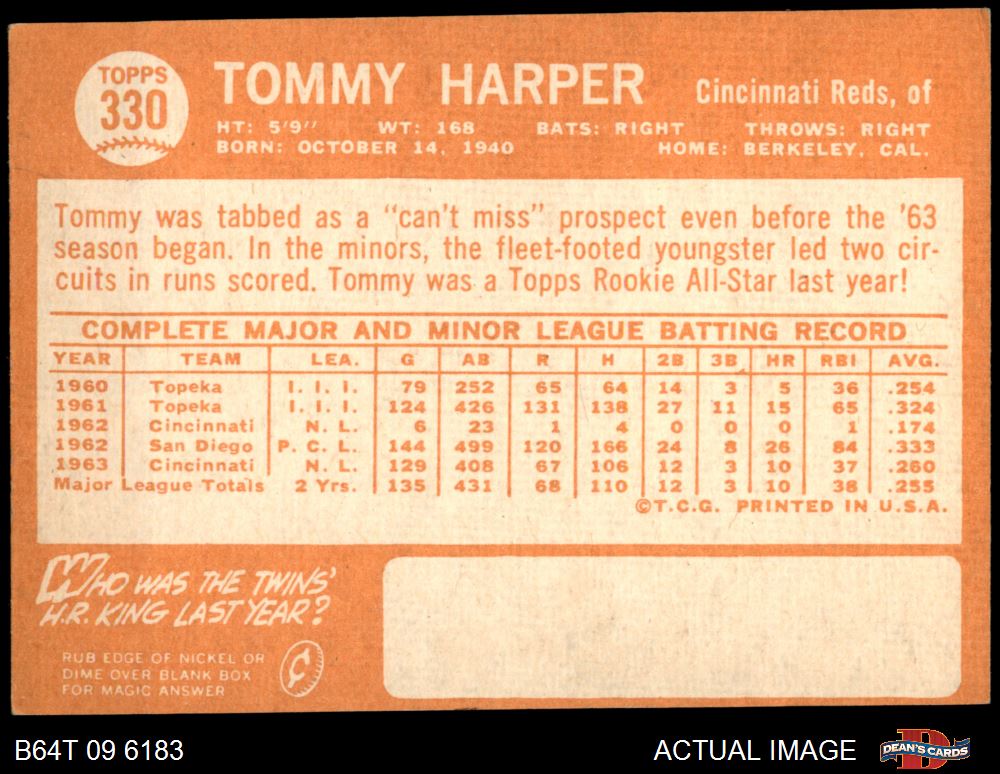 TOPPS
330
TOMMY HARPER
Cincinnati Reds, of
HT: 5'9" WT: 168 BATS: RIGHT THROWS: RIGHT
BORN: OCTOBER 14, 1940 HOME: BERKELEY, CAL.
Tommy was tabbed as a "can't miss" prospect even before the '63
season began. In the minors, the fleet-footed youngster led two cir-
cuits in runs scored. Tommy was a Topps Rookie All-Star last year!
COMPLETE MAJOR AND MINOR LEAGUE BATTING RECORD
YEAR TEAM LEA. G AB R H 2B 3B HR RBI AVG.
1960 Topeka I. I. I. 79 252 65 64 14 3 5 36 .254
1961 Topeka I. I. I. 124 426 131 138 27 11 15 65 .324
1962 Cincinnati N. L. 6 23 1 4 0 0 0 1 .174
1962 San Diego P. C. L. 144 499 120 166 24 8 26 84 .333
1963 Cincinnati N. L. 129 408 67 106 12 3 10 37 .260
Major League Totals 2 Yrs. 135 431 68 110 12 3 10 38 .255
©T.C.G. PRINTED IN U.S.A.
WHO WAS THE TWINS'
H.R. KING LAST YEAR?
RUB EDGE OF NICKEL OR
DIME OVER BLANK BOX
FOR MAGIC ANSWER
¢
B64T 09 6183
ACTUAL IMAGE
DEAN'S CARDS